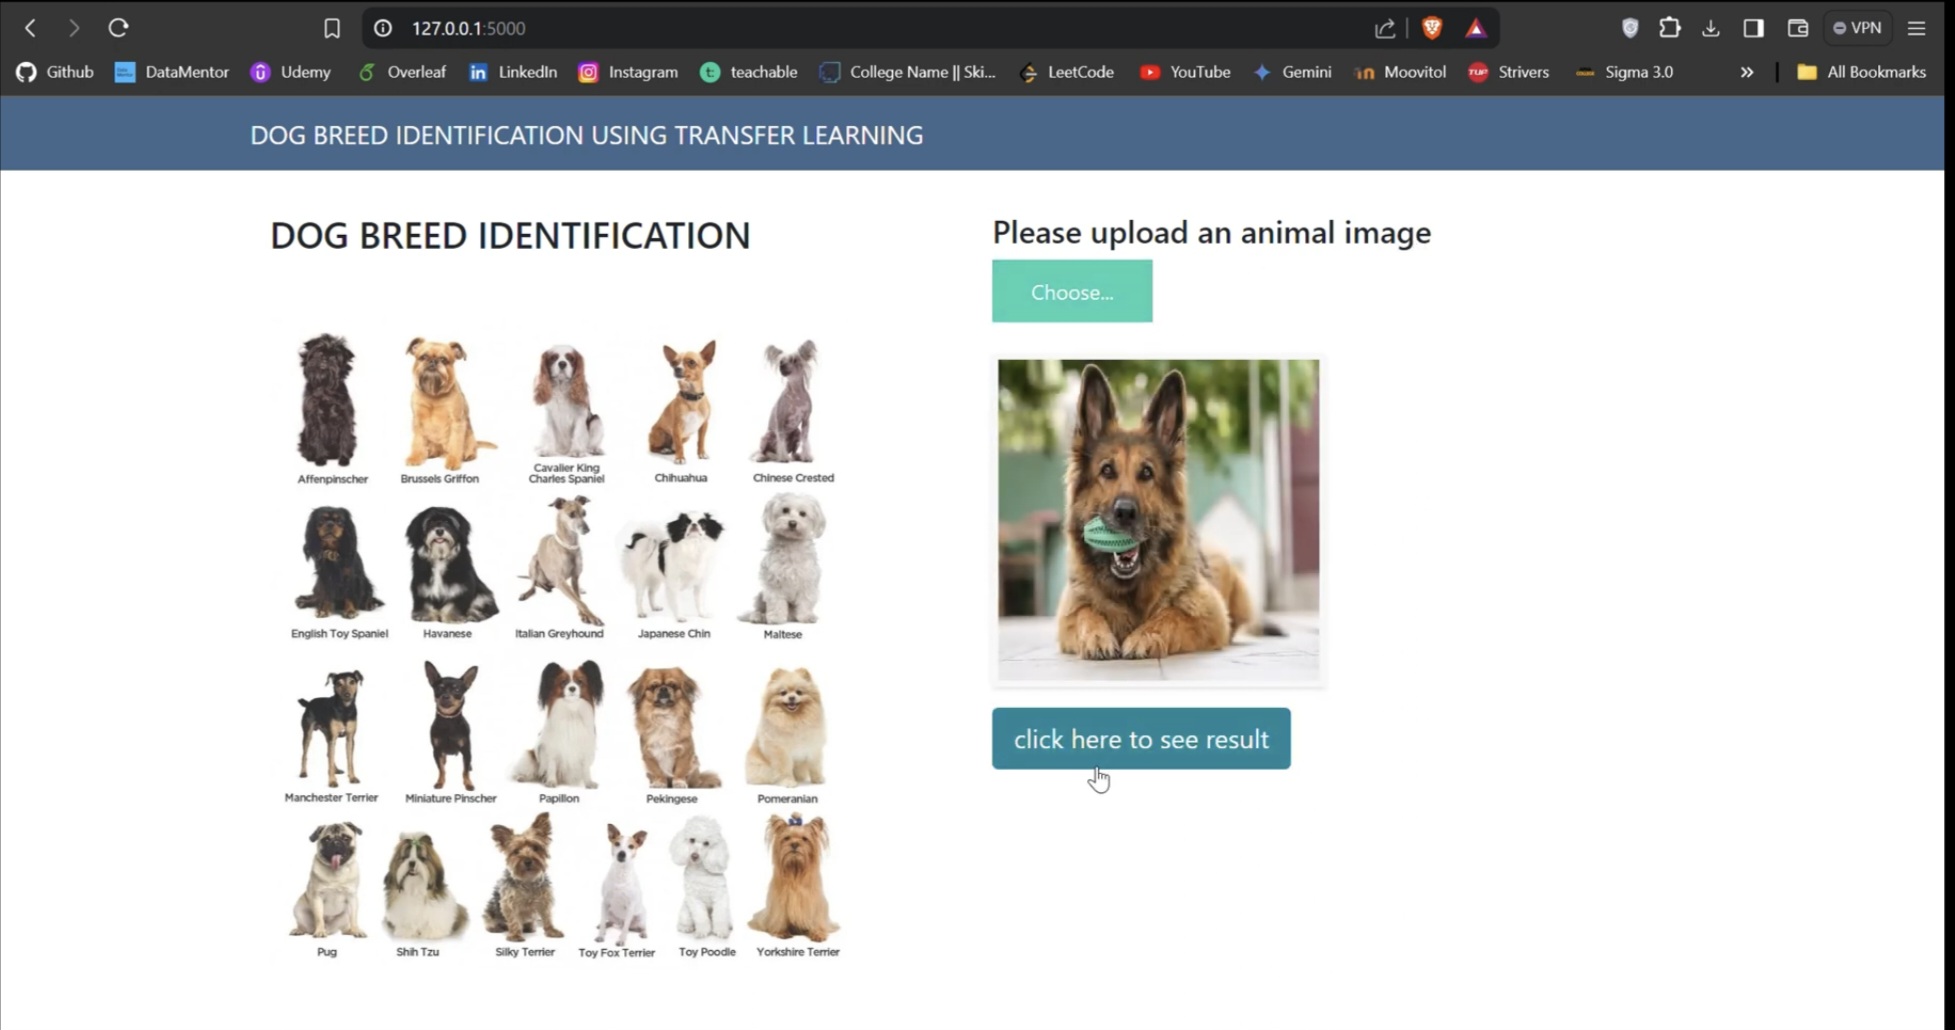 127.0.0.1:5000
VPN
Github
DataMentor
Udemy
Overleaf
LinkedIn
Instagram
teachable
College Name || Ski...
LeetCode
YouTube
Gemini
Moovitol
Strivers
Sigma 3.0
All Bookmarks
DOG BREED IDENTIFICATION USING TRANSFER LEARNING
DOG BREED IDENTIFICATION
Affenpinscher
Brussels Griffon
Cavalier King
Charles Spaniel
Chihuahua
Chinese Crested
English Toy Spaniel
Havanese
Italian Greyhound
Japanese Chin
Maltese
Manchester Terrier
Miniature Pinscher
Papillon
Pekingese
Pomeranian
Pug
Shih Tzu
Silky Terrier
Toy Fox Terrier
Toy Poodle
Yorkshire Terrier
Please upload an animal image
Choose...
click here to see result